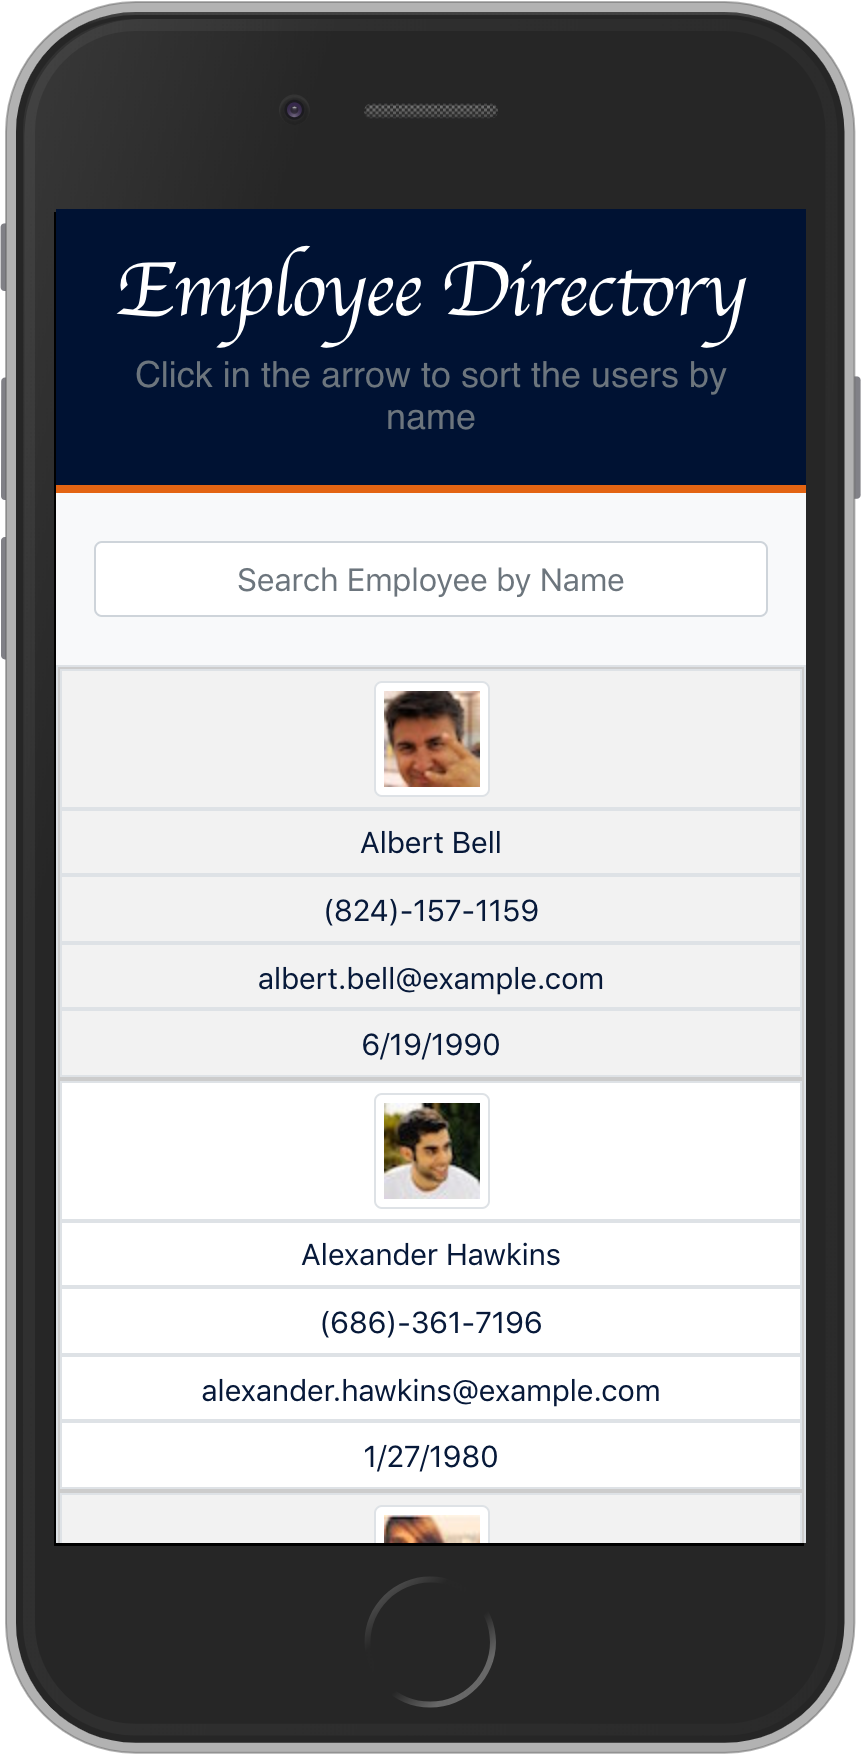 Employee Directory
Click in the arrow to sort the users by
name
Search Employee by Name
Albert Bell
(824)-157-1159
albert.bell@example.com
6/19/1990
Alexander Hawkins
(686)-361-7196
alexander.hawkins@example.com
1/27/1980